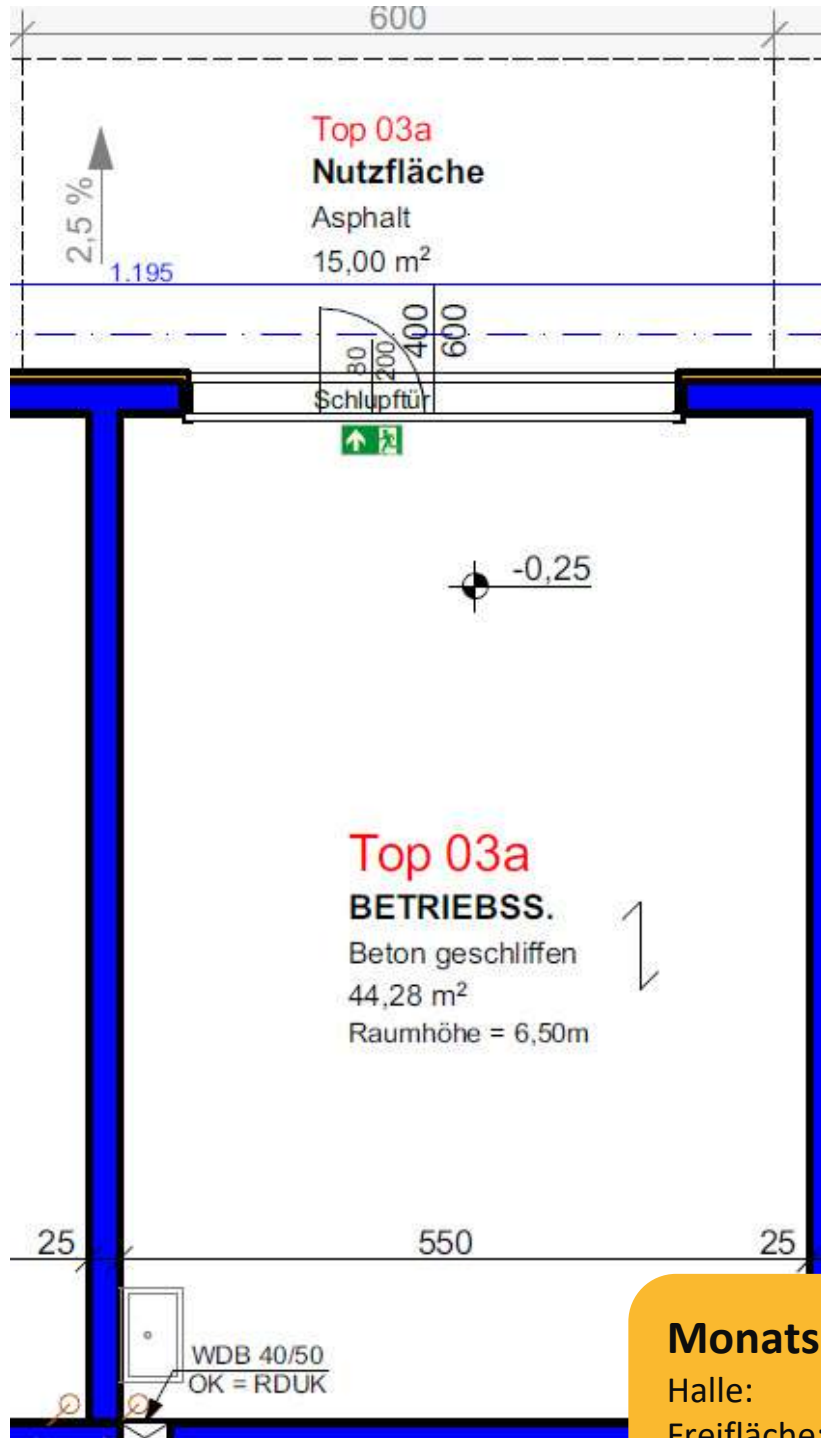 600
Top 03a
Nutzfläche
Asphalt
15,00 m²
2,5 %
1.195
400
600
80
200
Schlupftür
-0,25
Top 03a
BETRIEBSS.
Beton geschliffen
44,28 m²
Raumhöhe = 6,50m
25
550
25
WDB 40/50
OK = RDUK
Monats
Halle:
Freifläche: